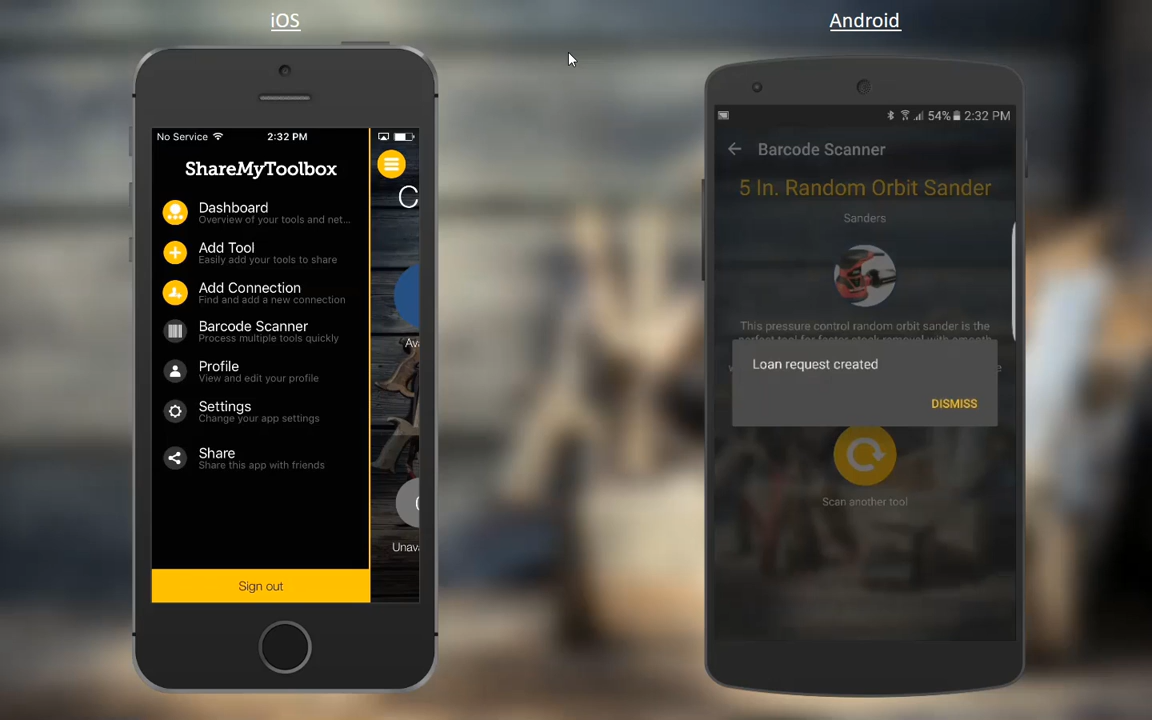 iOS
Android
No Service 2:32 PM
ShareMyToolbox
Dashboard
Overview of your tools and net...
Add Tool
Easily add your tools to share
Add Connection
Find and add a new connection
Barcode Scanner
Process multiple tools quickly
Profile
View and edit your profile
Settings
Change your app settings
Share
Share this app with friends
Sign out
C
Av
Unav
54% 2:32 PM
Barcode Scanner
5 In. Random Orbit Sander
Sanders
This pressure control random orbit sander is the
Loan request created
DISMISS
Scan another tool